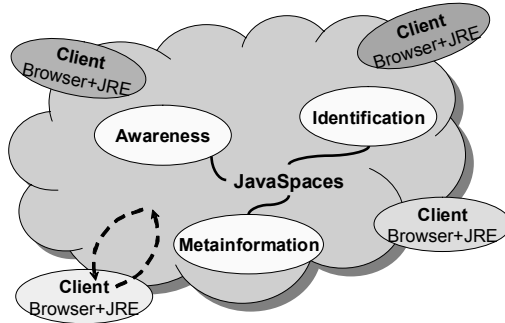 Client
Browser+JRE
Client
Browser+JRE
Identification
Awareness
JavaSpaces
Client
Browser+JRE
Metainformation
Client
Browser+JRE